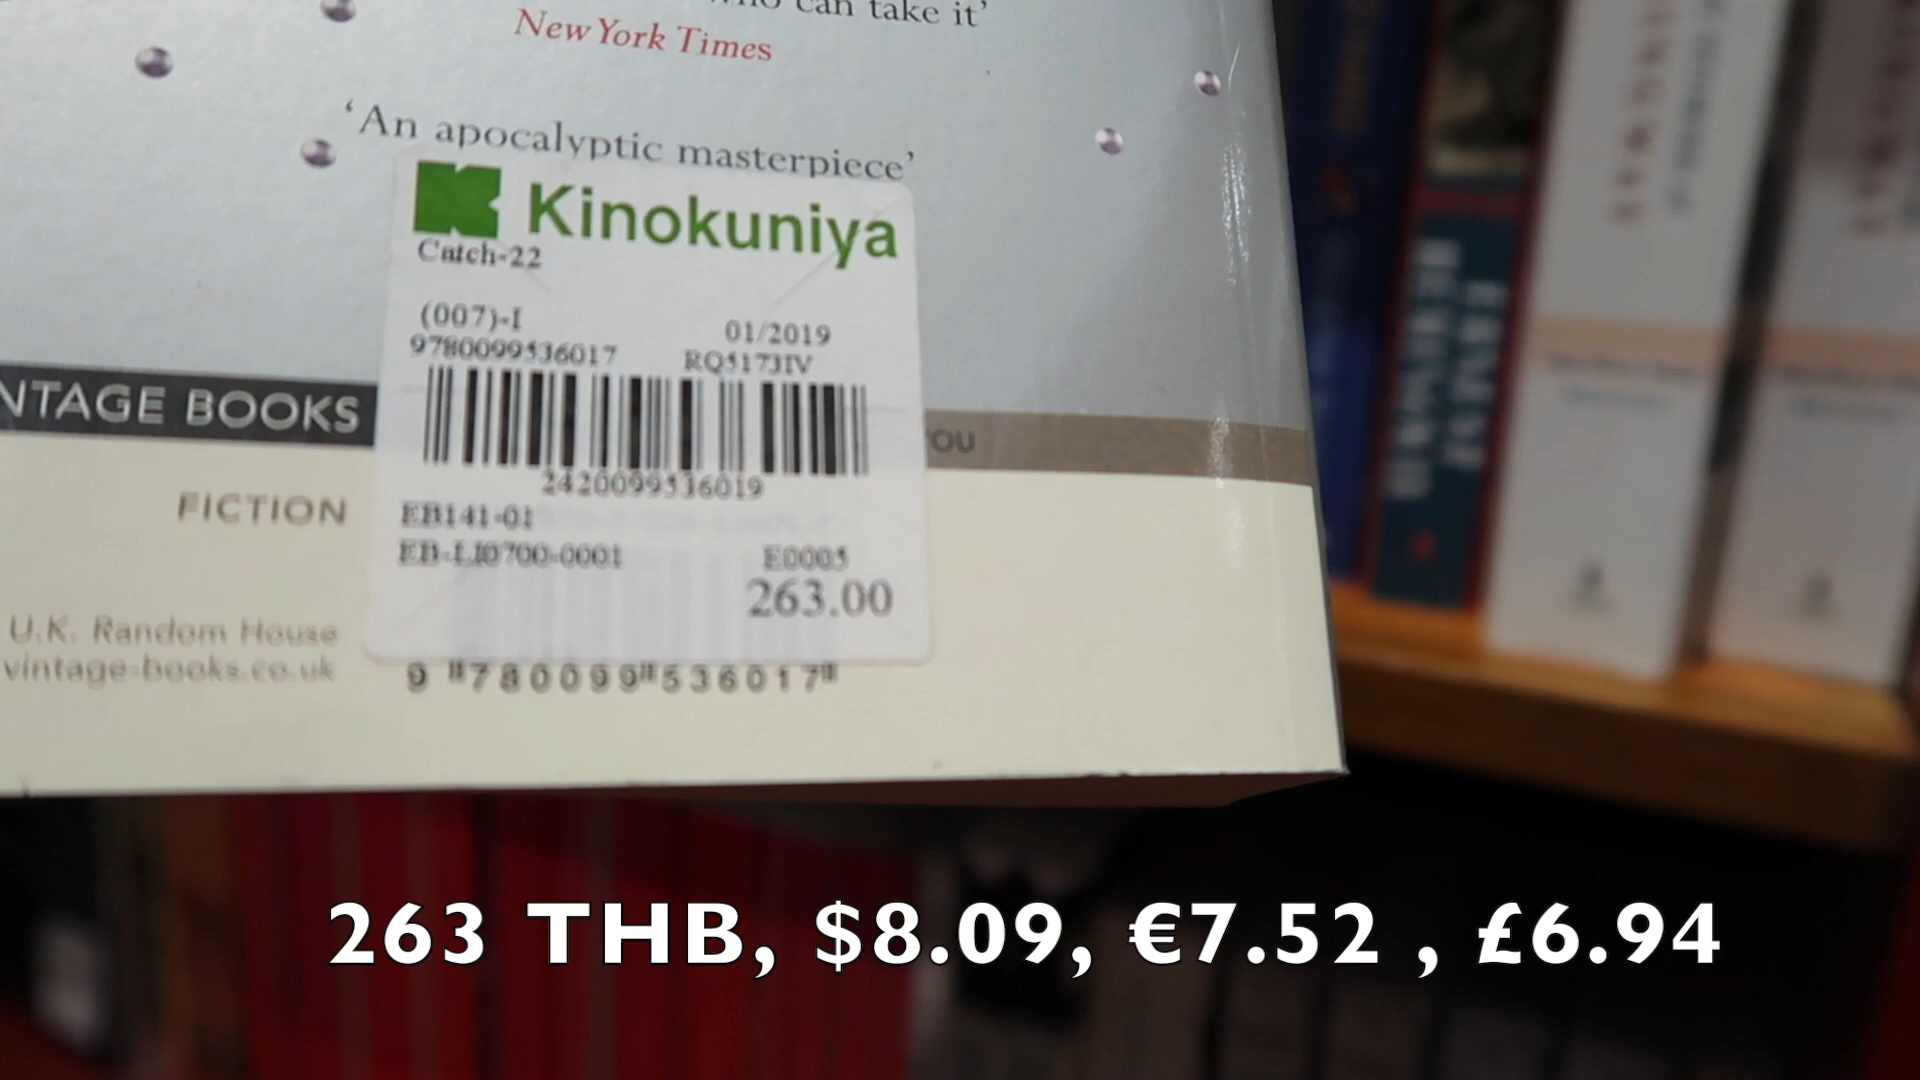 who can take it’
New York Times
‘An apocalyptic masterpiece’
Kinokuniya
Catch-22
(007)-I 01/2019
9780099536017 RQ5173IV
NTAGE BOOKS
OU
2420099536019
FICTION
EB141-01
EB-LI0700-0001 E0005
263.00
U.K. Random House
vintage-books.co.uk
9 780099 536017
263 THB, $8.09, €7.52 , £6.94